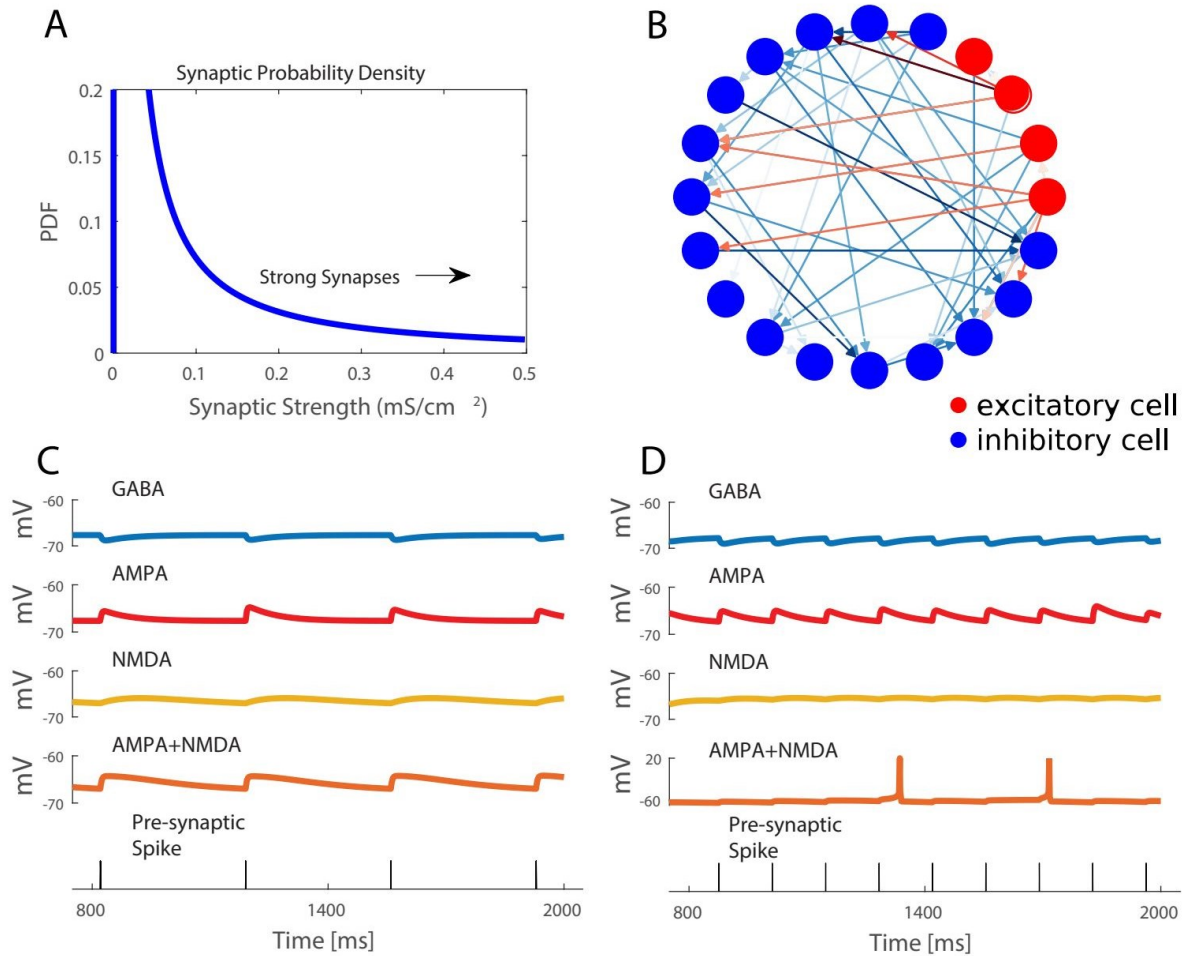 A
Synaptic Probability Density
0.2
0.15
0.1
0.05
0
PDF
Strong Synapses
0 0.1 0.2 0.3 0.4 0.5
Synaptic Strength (mS/cm 2)
B
excitatory cell
inhibitory cell
C
GABA
-60
-70
mV
AMPA
-60
-70
mV
NMDA
-60
-70
mV
AMPA+NMDA
-60
-70
mV
Pre-synaptic
Spike
800 1400 2000
Time [ms]
D
GABA
-60
-70
mV
AMPA
-60
-70
mV
NMDA
-60
-70
mV
AMPA+NMDA
20
-60
mV
Pre-synaptic
Spike
800 1400 2000
Time [ms]